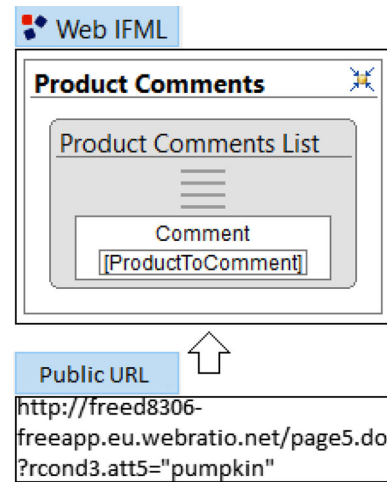 Web IFML
Product Comments
Product Comments List
Comment
[ProductToComment]
Public URL
http://freed8306-
freeapp.eu.webratio.net/page5.do
?rcond3.att5="pumpkin"